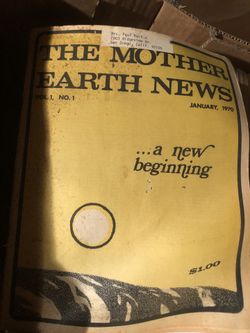 THE MOTHER
EARTH NEWS
VOL.1, NO.1
JANUARY, 1970
...a new
beginning
$1.00